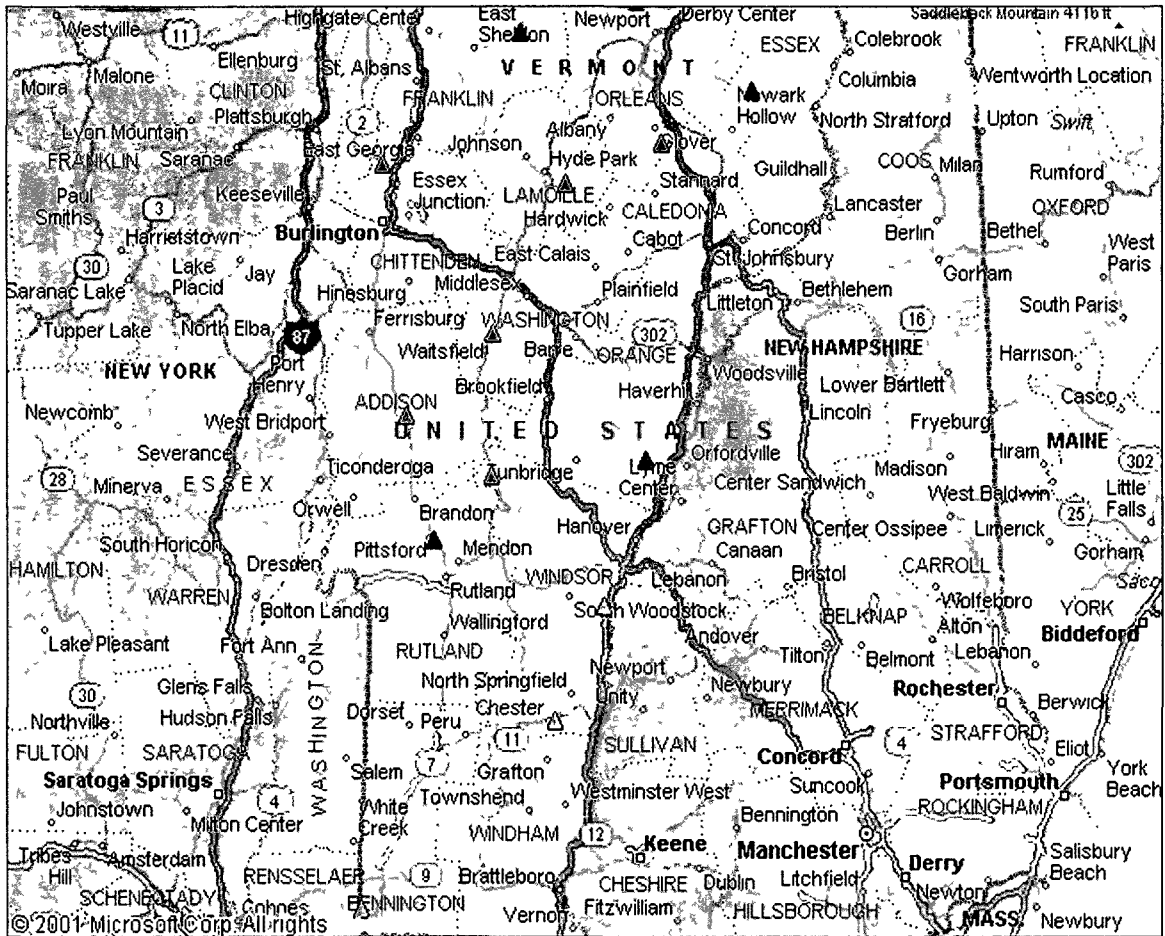 Highgate Center
East
Shelton
Newport
Derby Center
Saddleback Mountain 4116 ft
Westville
11
Ellenburg
St. Albans
VERMONT
ESSEX
Colebrook
FRANKLIN
Malone
Moira
CLINTON
FRANKLIN
ORLEANS
Newark
Hollow
Columbia
Wentworth Location
Plattsburgh
2
Lyon Mountain
East Georgia
Johnson
Albany
Glover
North Stratford
Upton
Swift
FRANKLIN
Saranac
Hyde Park
Guildhall
COOS
Milan
Rumford
Paul
Smiths
Keeseville
Essex
Junction
LAMOILLE
Stannard
3
Hardwick
CALEDONIA
Lancaster
OXFORD
Harrietstown
Burlington
Cabot
Concord
Berlin
Bethel
West
Paris
30
Lake
Placid
Jay
CHITTENDEN
East Calais
St. Johnsbury
Gorham
Saranac Lake
Hinesburg
Middlesex
Plainfield
Littleton
Bethlehem
South Paris
Tupper Lake
North Elba
87
Ferrisburg
WASHINGTON
302
16
NEW YORK
Port
Henry
Waitsfield
Barre
ORANGE
NEW HAMPSHIRE
Harrison
Woodsville
Brookfield
Haverhill
Lower Bartlett
Casco
Newcomb
West Bridport
ADDISON
Lincoln
Fryeburg
UNITED STATES
MAINE
Severance
Ticonderoga
Tunbridge
Lyme
Center
Orfordville
Hiram
302
28
Minerva
ESSEX
Center Sandwich
Madison
West Baldwin
Little
Falls
Orwell
Brandon
Hanover
GRAFTON
Center Ossipee
Limerick
25
South Horicon
Pittsford
Mendon
Canaan
Gorham
HAMILTON
Dresden
WINDSOR
Lebanon
Bristol
CARROLL
Saco
WARREN
Bolton Landing
Rutland
South Woodstock
Wolfeboro
YORK
Wallingford
BELKNAP
Alton
Biddeford
Lake Pleasant
Fort Ann
RUTLAND
Andover
Tilton
Belmont
Lebanon
WASHINGTON
Newport
30
Glens Falls
North Springfield
Unity
Newbury
Rochester
Berwick
Northville
Hudson Falls
Dorset
Peru
Chester
MERRIMACK
FULTON
SARATOGA
11
SULLIVAN
Concord
4
STRAFFORD
Eliot
Saratoga Springs
Salem
7
Grafton
Suncook
Portsmouth
York
Beach
Johnstown
4
White
Creek
Townshend
Westminster West
ROCKINGHAM
Milton Center
WINDHAM
12
Bennington
Tribes
Hill
Amsterdam
Keene
Manchester
Derry
Salisbury
Beach
RENSSELAER
9
Brattleboro
CHESHIRE
Dublin
Litchfield
Newton
SCHENECTADY
Cohoes
BENNINGTON
Vernon
Fitzwilliam
HILLSBOROUGH
MASS
Newbury
© 2001 Microsoft Corp. All rights